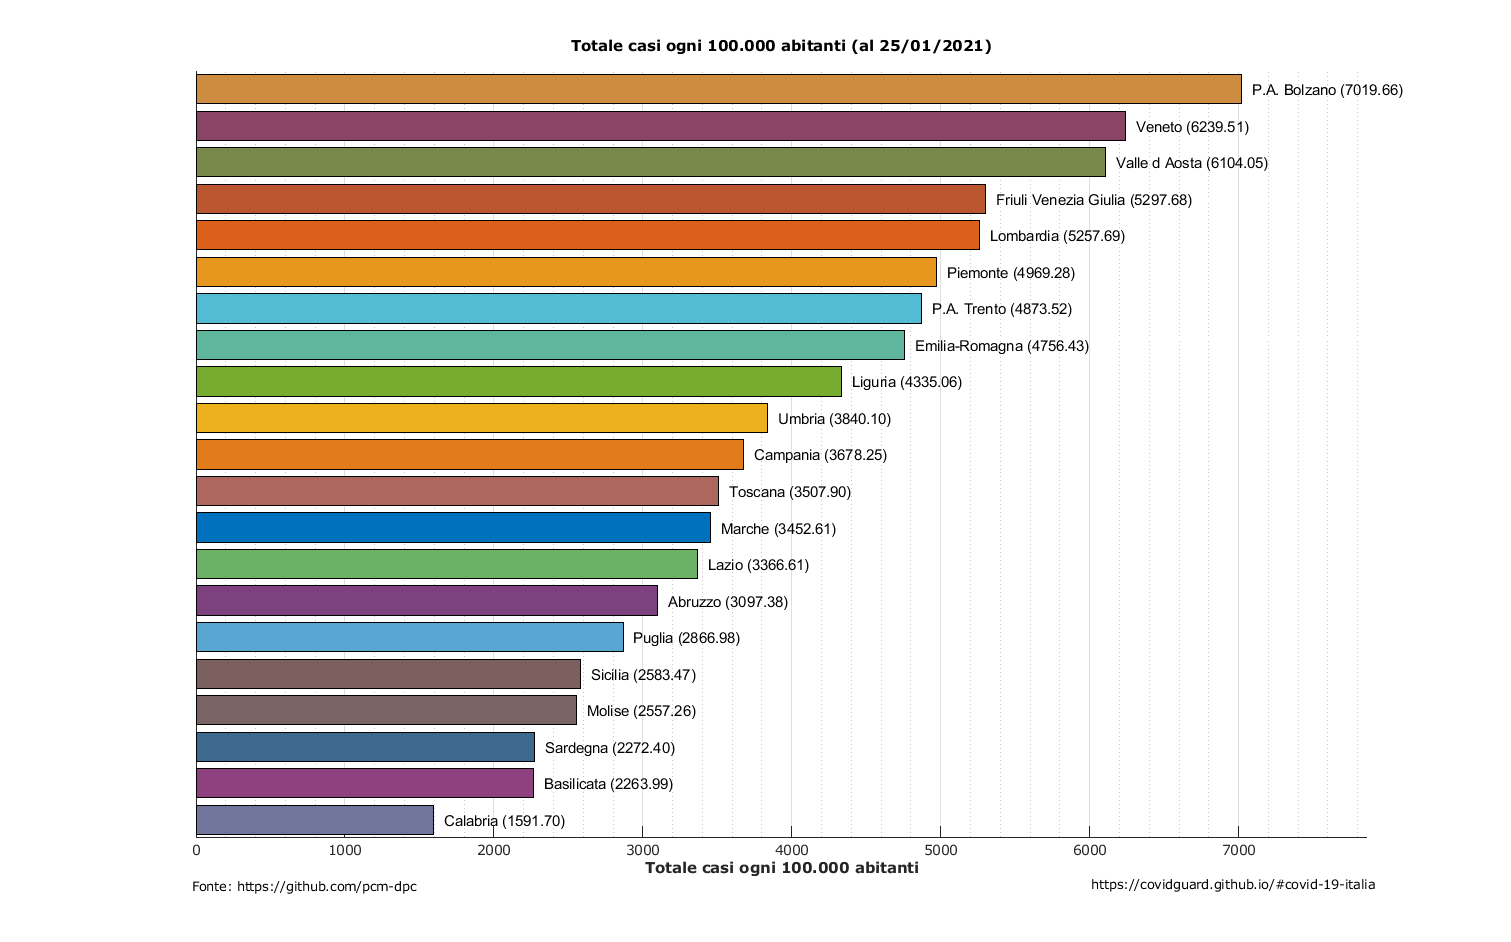 Totale casi ogni 100.000 abitanti (al 25/01/2021)
P.A. Bolzano (7019.66)
Veneto (6239.51)
Valle d Aosta (6104.05)
Friuli Venezia Giulia (5297.68)
Lombardia (5257.69)
Piemonte (4969.28)
P.A. Trento (4873.52)
Emilia-Romagna (4756.43)
Liguria (4335.06)
Umbria (3840.10)
Campania (3678.25)
Toscana (3507.90)
Marche (3452.61)
Lazio (3366.61)
Abruzzo (3097.38)
Puglia (2866.98)
Sicilia (2583.47)
Molise (2557.26)
Sardegna (2272.40)
Basilicata (2263.99)
Calabria (1591.70)
0 1000 2000 3000 4000 5000 6000 7000
Totale casi ogni 100.000 abitanti
Fonte: https://github.com/pcm-dpc
https://covidguard.github.io/#covid-19-italia